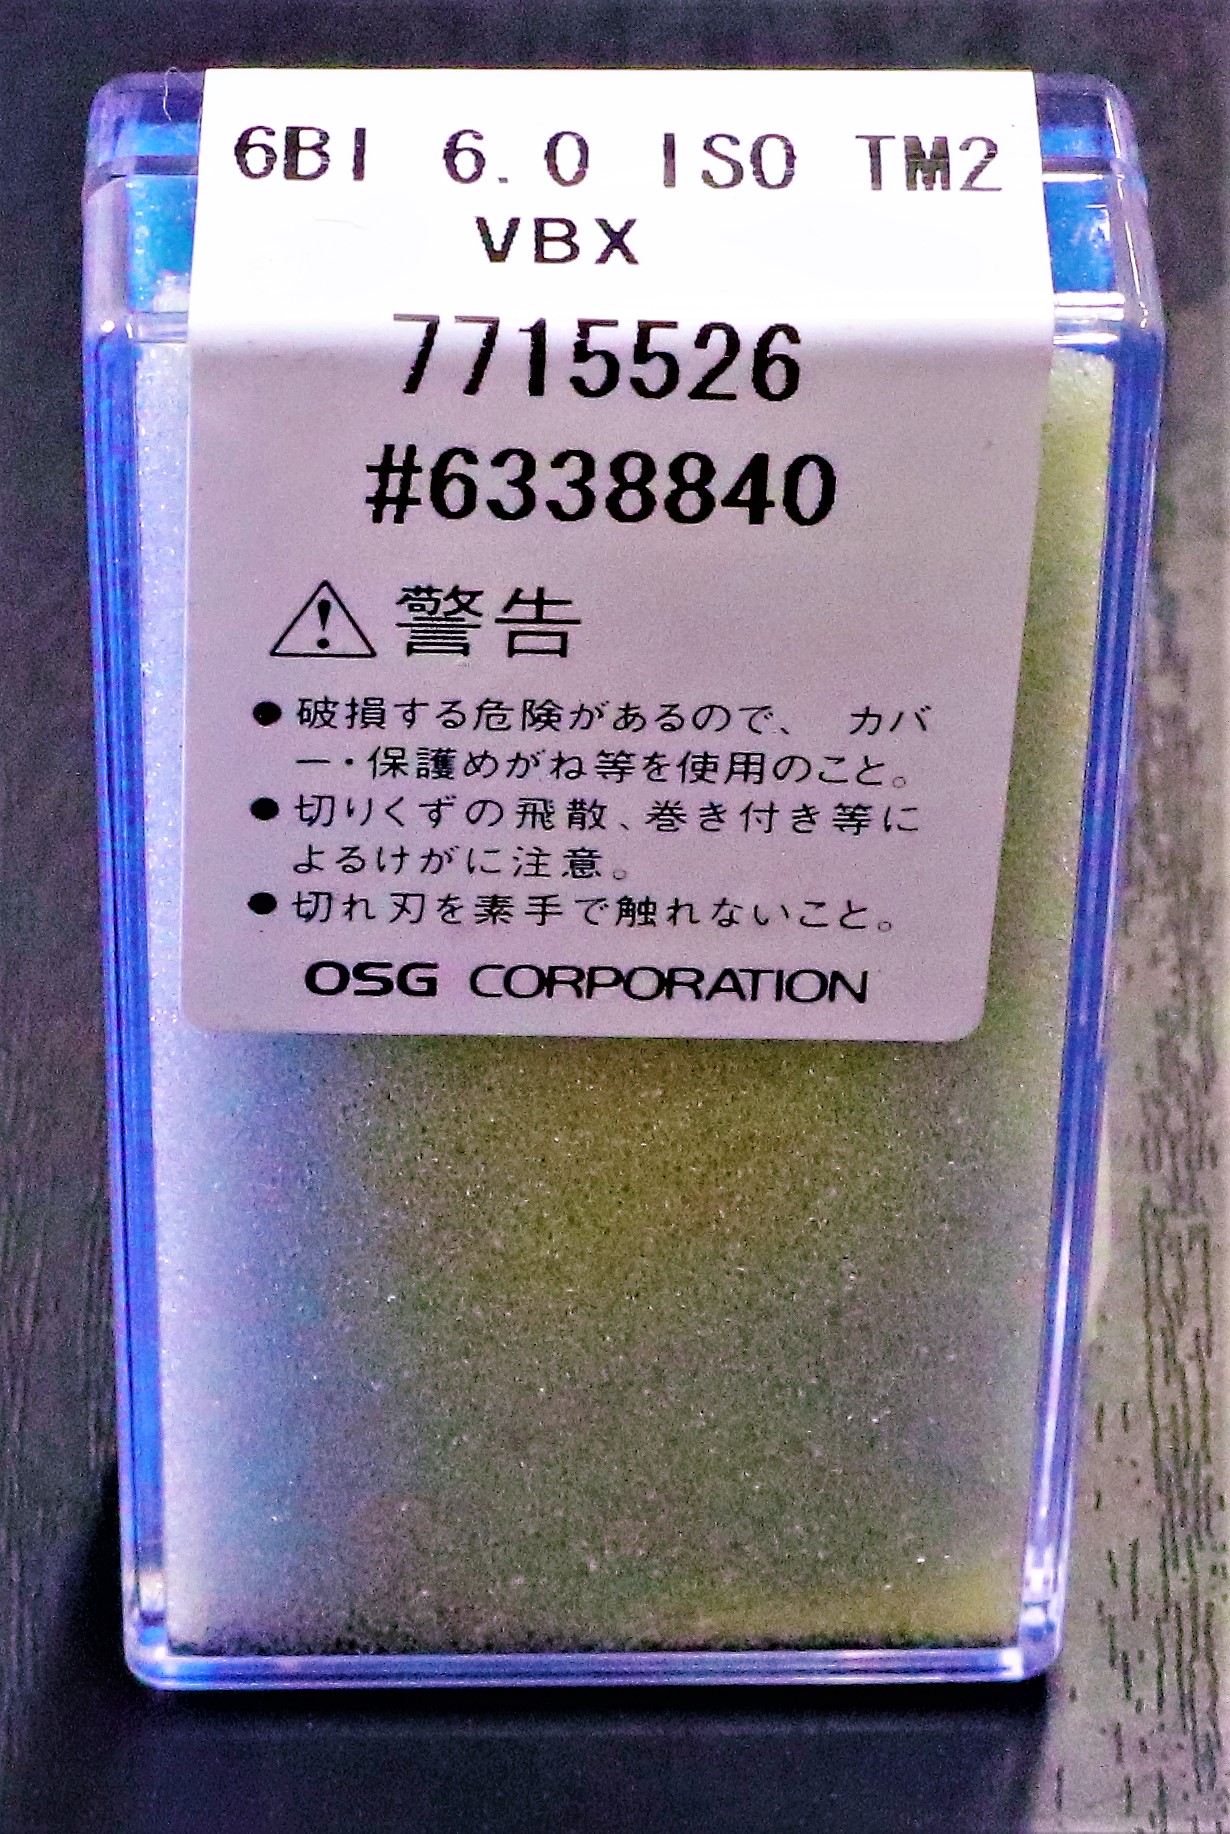 6BI 6.0 ISO TM2
VBX
7715526
#6338840
警告
●破損する危険があるので、 カバ
ー・保護めがね等を使用のこと。
●切りくずの飛散、巻き付き等に
よるけがに注意。
●切れ刃を素手で触れないこと。
OSG CORPORATION